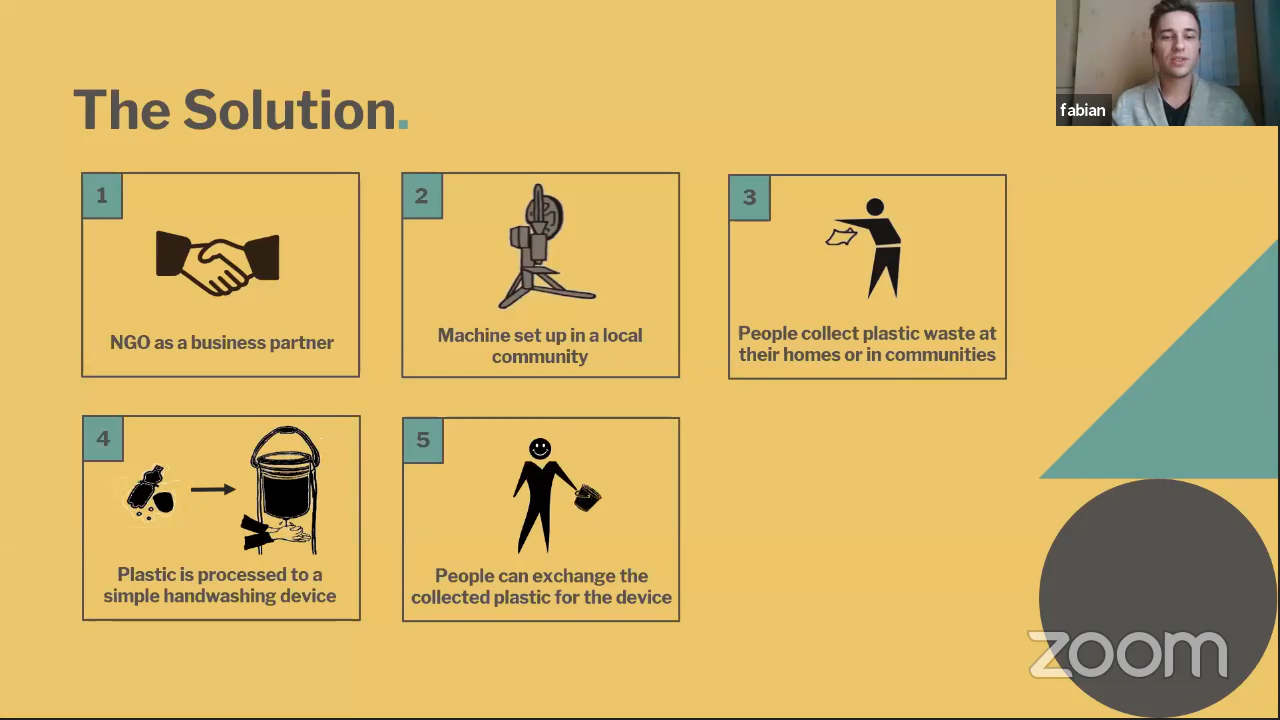 fabian
The Solution.
1
NGO as a business partner
2
Machine set up in a local
community
3
People collect plastic waste at
their homes or in communities
4
Plastic is processed to a
simple handwashing device
5
People can exchange the
collected plastic for the device
zoom